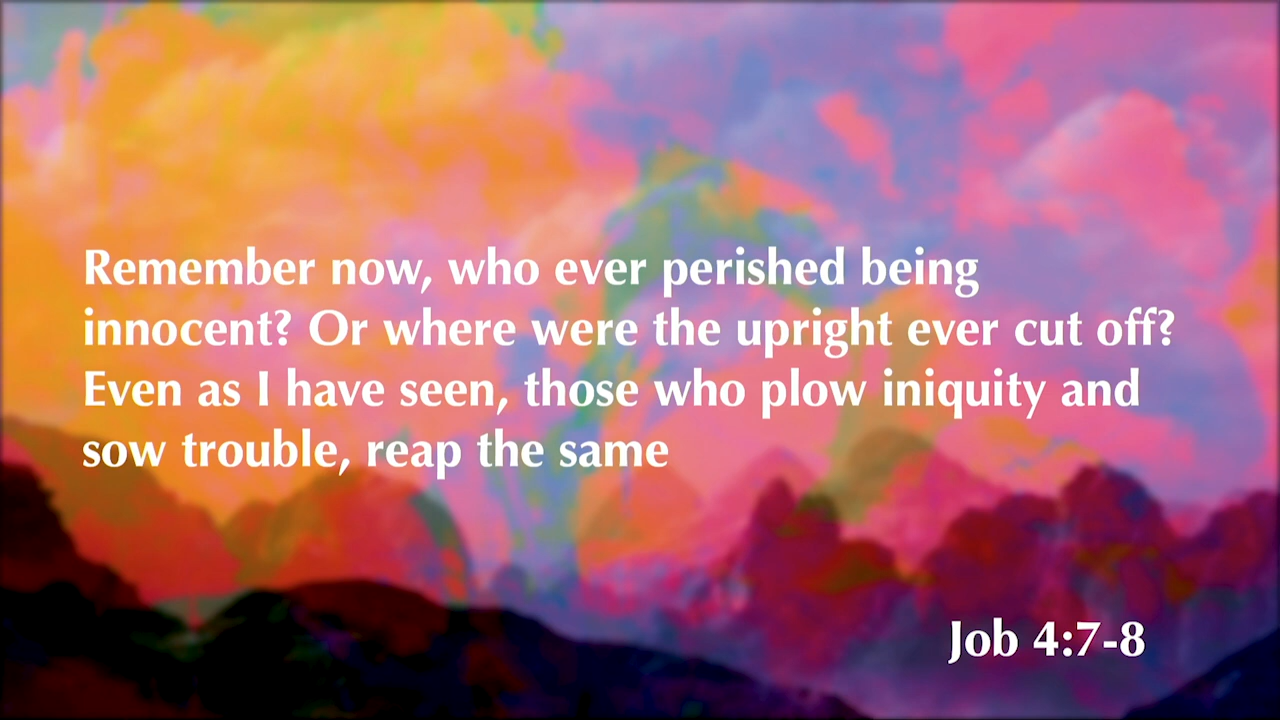 Remember now, who ever perished being
innocent? Or where were the upright ever cut off?
Even as I have seen, those who plow iniquity and
sow trouble, reap the same
Job 4:7-8